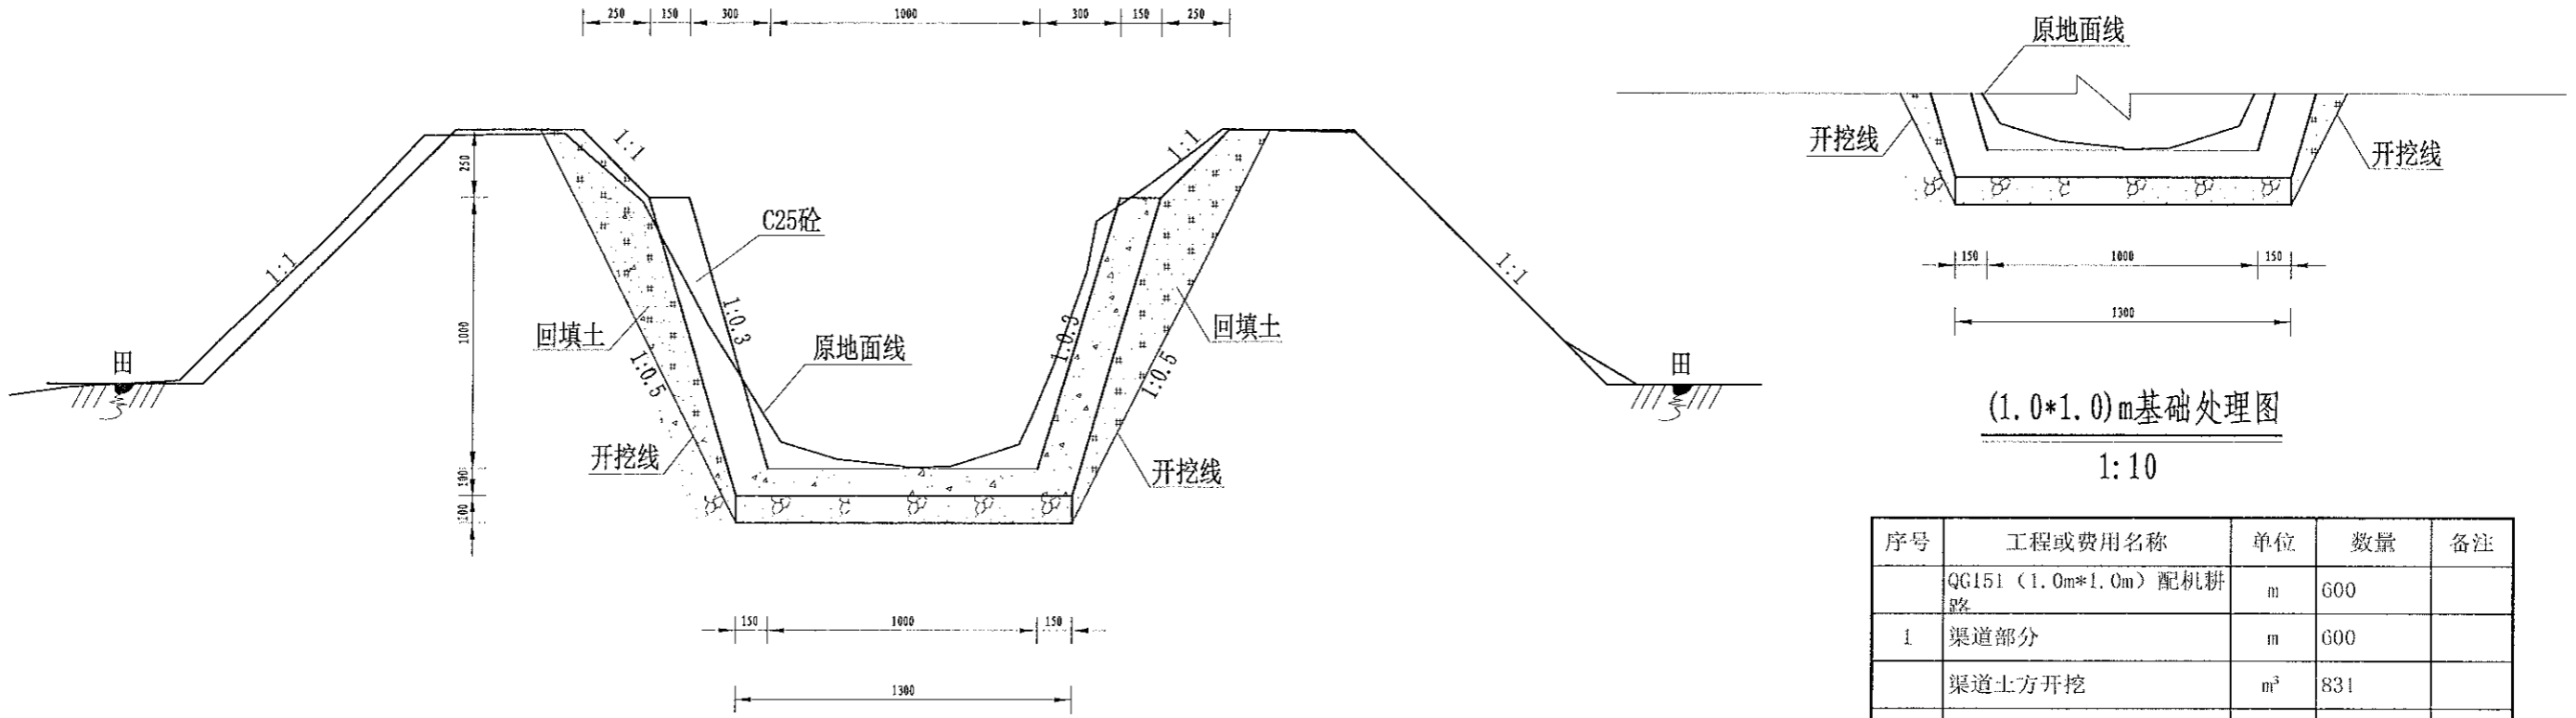 250 150 300 1000 300 150 250
原地面线
开挖线
开挖线
150 1000 150
1300
(1.0*1.0)m基础处理图
1:10
1:1
1:1
1:1
1:1
250
1000
100
100
C25砼
1:0.3
1:0.3
回填土
回填土
原地面线
1:0.5
1:0.5
开挖线
开挖线
田
田
150 1000 150
1300
序号 工程或费用名称 单位 数量 备注
QG151（1.0m*1.0m）配机耕 m 600
路
1 渠道部分 m 600
渠道土方开挖 m³ 831